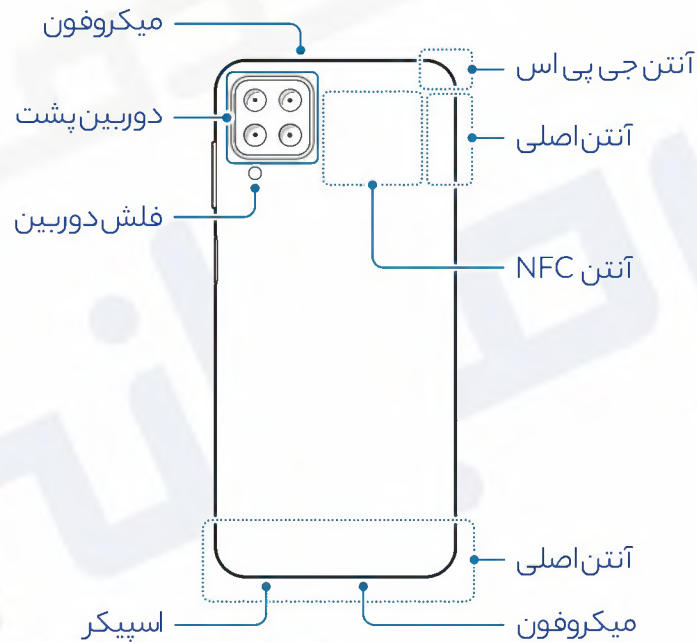 میکروفون
آنتن جی پی اس
دوربین پشت
آنتن اصلی
فلش دوربین
آنتن NFC
آنتن اصلی
میکروفون
اسپیکر